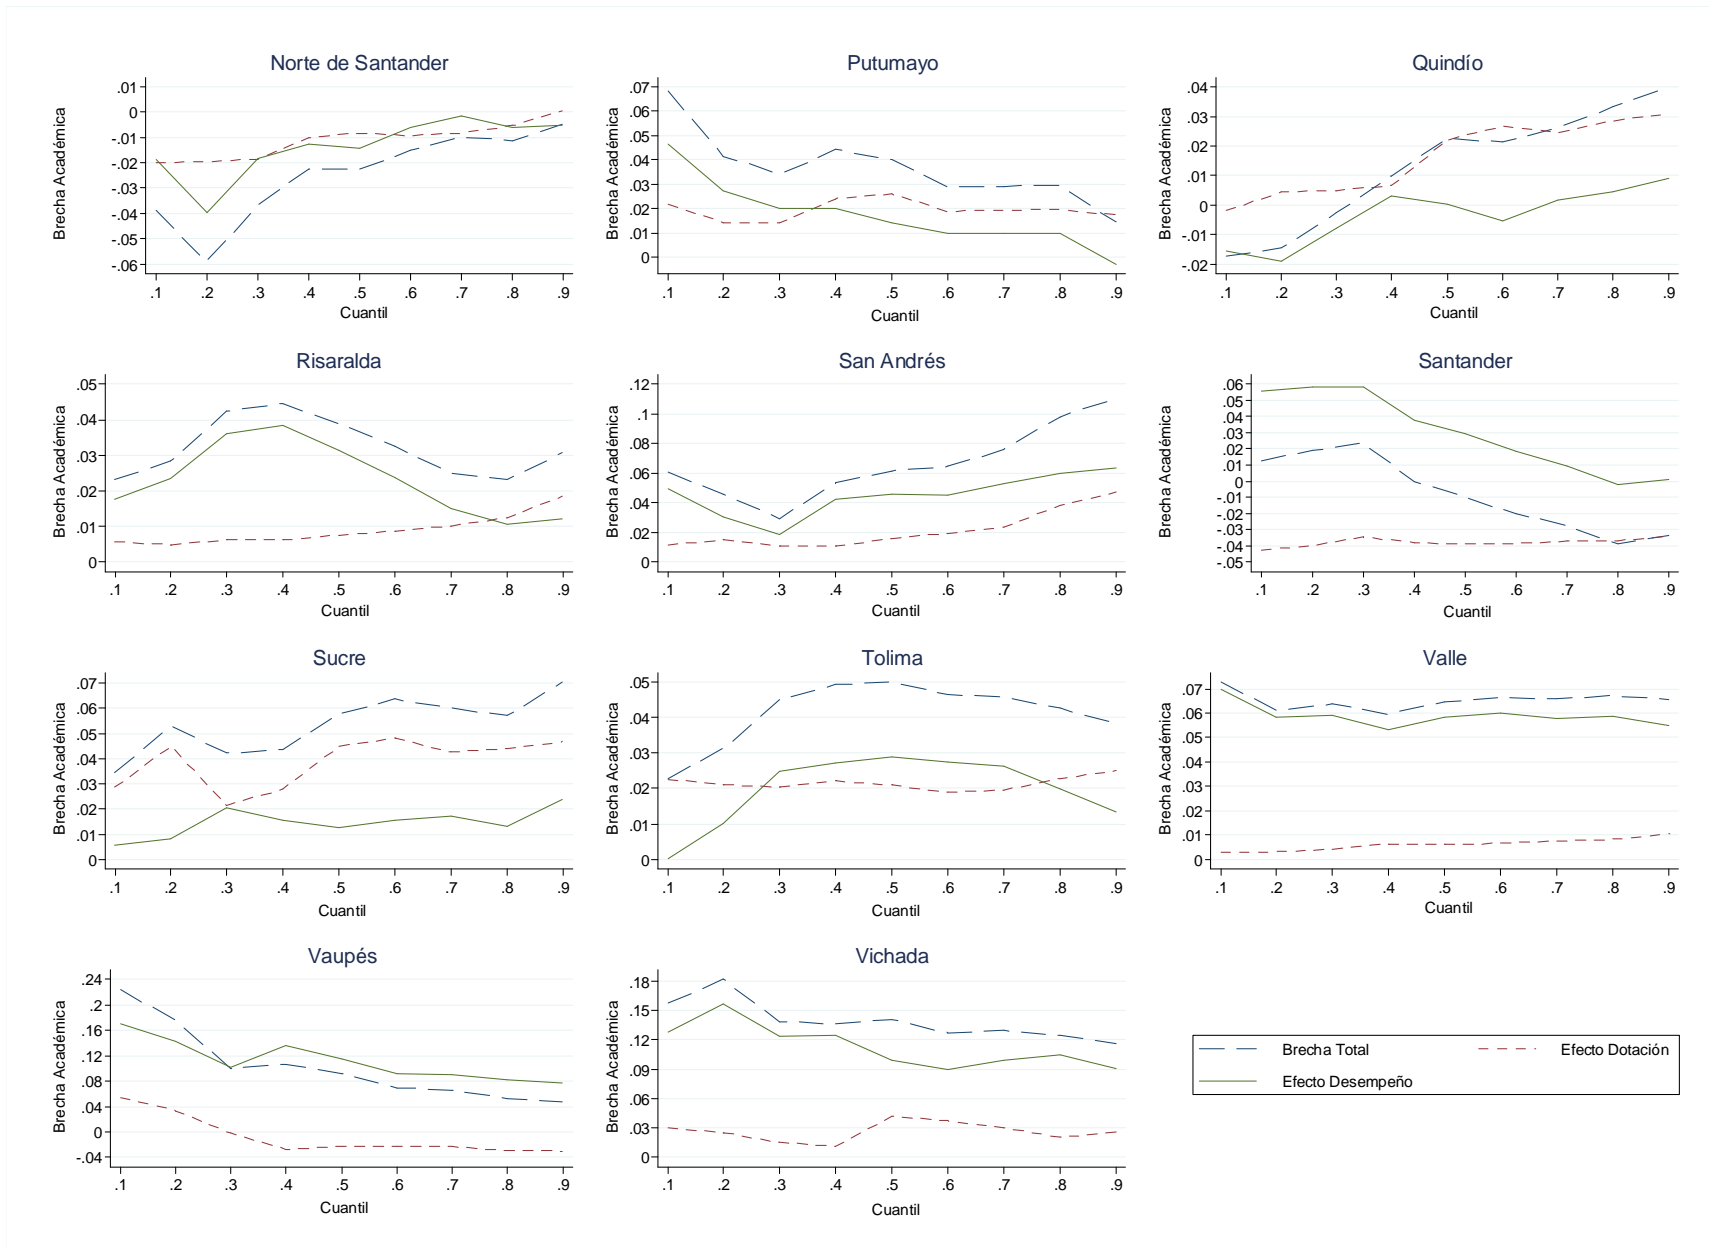 Norte de Santander
Brecha Académica
.01
0
-.01
-.02
-.03
-.04
-.05
-.06
.1 .2 .3 .4 .5 .6 .7 .8 .9
Cuantil
Putumayo
Brecha Académica
.07
.06
.05
.04
.03
.02
.01
0
.1 .2 .3 .4 .5 .6 .7 .8 .9
Cuantil
Quindío
Brecha Académica
.04
.03
.02
.01
0
-.01
-.02
.1 .2 .3 .4 .5 .6 .7 .8 .9
Cuantil
Risaralda
Brecha Académica
.05
.04
.03
.02
.01
0
.1 .2 .3 .4 .5 .6 .7 .8 .9
Cuantil
San Andrés
Brecha Académica
.12
.1
.08
.06
.04
.02
0
.1 .2 .3 .4 .5 .6 .7 .8 .9
Cuantil
Santander
Brecha Académica
.06
.05
.04
.03
.02
.01
0
-.01
-.02
-.03
-.04
-.05
.1 .2 .3 .4 .5 .6 .7 .8 .9
Cuantil
Sucre
Brecha Académica
.07
.06
.05
.04
.03
.02
.01
0
.1 .2 .3 .4 .5 .6 .7 .8 .9
Cuantil
Tolima
Brecha Académica
.05
.04
.03
.02
.01
0
.1 .2 .3 .4 .5 .6 .7 .8 .9
Cuantil
Valle
Brecha Académica
.07
.06
.05
.04
.03
.02
.01
0
.1 .2 .3 .4 .5 .6 .7 .8 .9
Cuantil
Vaupés
Brecha Académica
.24
.2
.16
.12
.08
.04
0
-.04
.1 .2 .3 .4 .5 .6 .7 .8 .9
Cuantil
Vichada
Brecha Académica
.18
.15
.12
.09
.06
.03
0
.1 .2 .3 .4 .5 .6 .7 .8 .9
Cuantil
Brecha Total Efecto Dotación
Efecto Desempeño